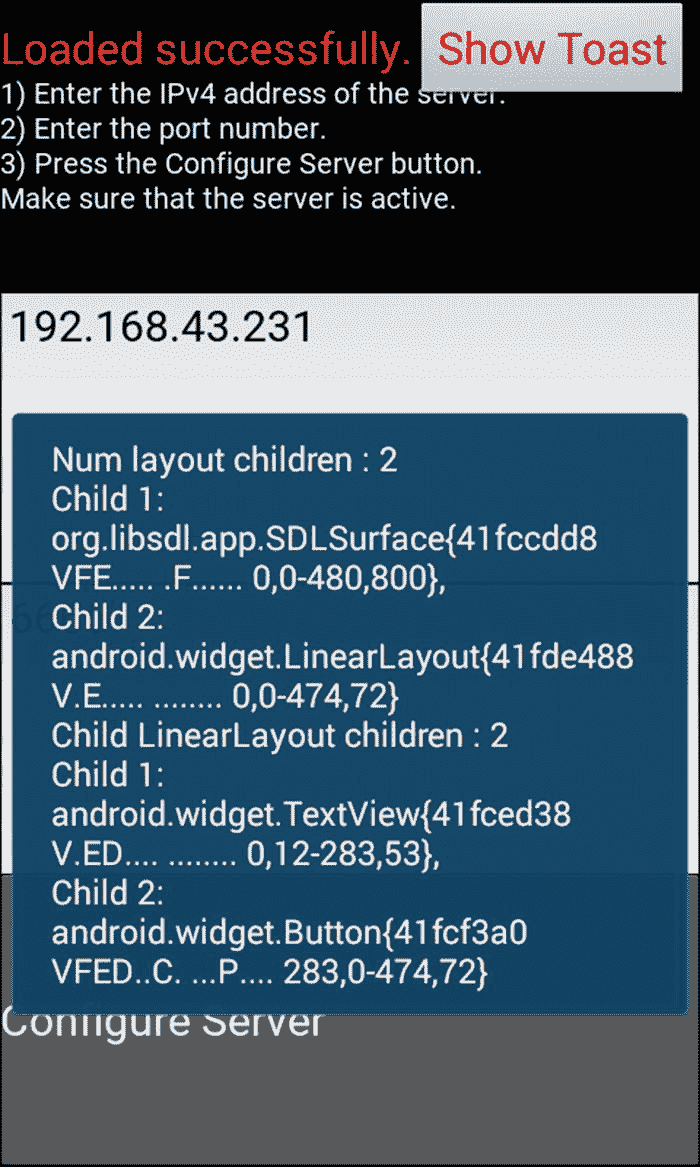 Loaded successfully. Show Toast
1) Enter the IPv4 address of the server.
2) Enter the port number.
3) Press the Configure Server button.
Make sure that the server is active.
192.168.43.231
Num layout children : 2
Child 1:
org.libsdl.app.SDLSurface{41fccdd8
VFE..... .F...... 0,0-480,800},
Child 2:
android.widget.LinearLayout{41fde488
V.E..... ........ 0,0-474,72}
Child LinearLayout children : 2
Child 1:
android.widget.TextView{41fced38
V.ED.... ........ 0,12-283,53},
Child 2:
android.widget.Button{41fcf3a0
VFED..C. ...P.... 283,0-474,72}
Configure Server